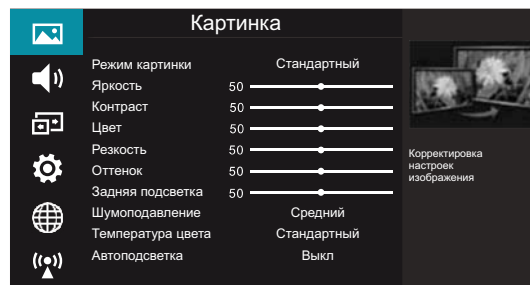 Картинка
Режим картинки Стандартный
Яркость 50
Контраст 50
Цвет 50
Резкость 50
Оттенок 50
Задняя подсветка 50
Шумоподавление Средний
Температура цвета Стандартный
Автоподсветка Выкл
Корректировка
настроек
изображения